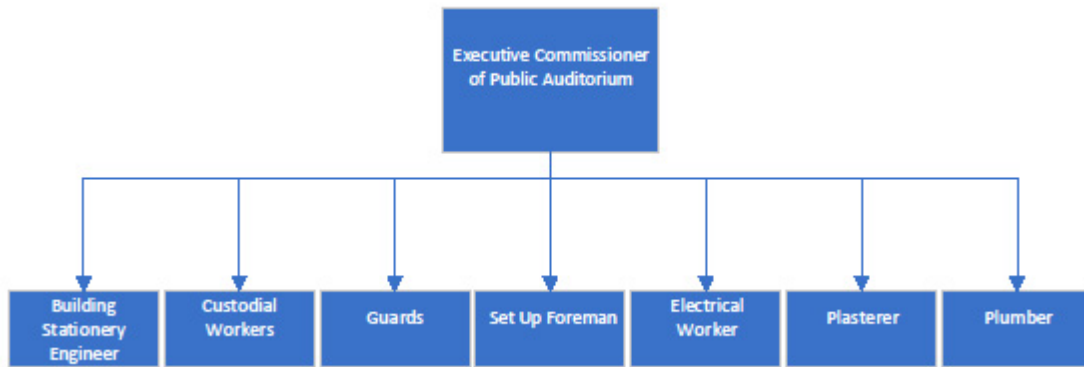 Executive Commissioner
of Public Auditorium
Building
Stationery
Engineer
Custodial
Workers
Guards
Set Up Foreman
Electrical
Worker
Plasterer
Plumber